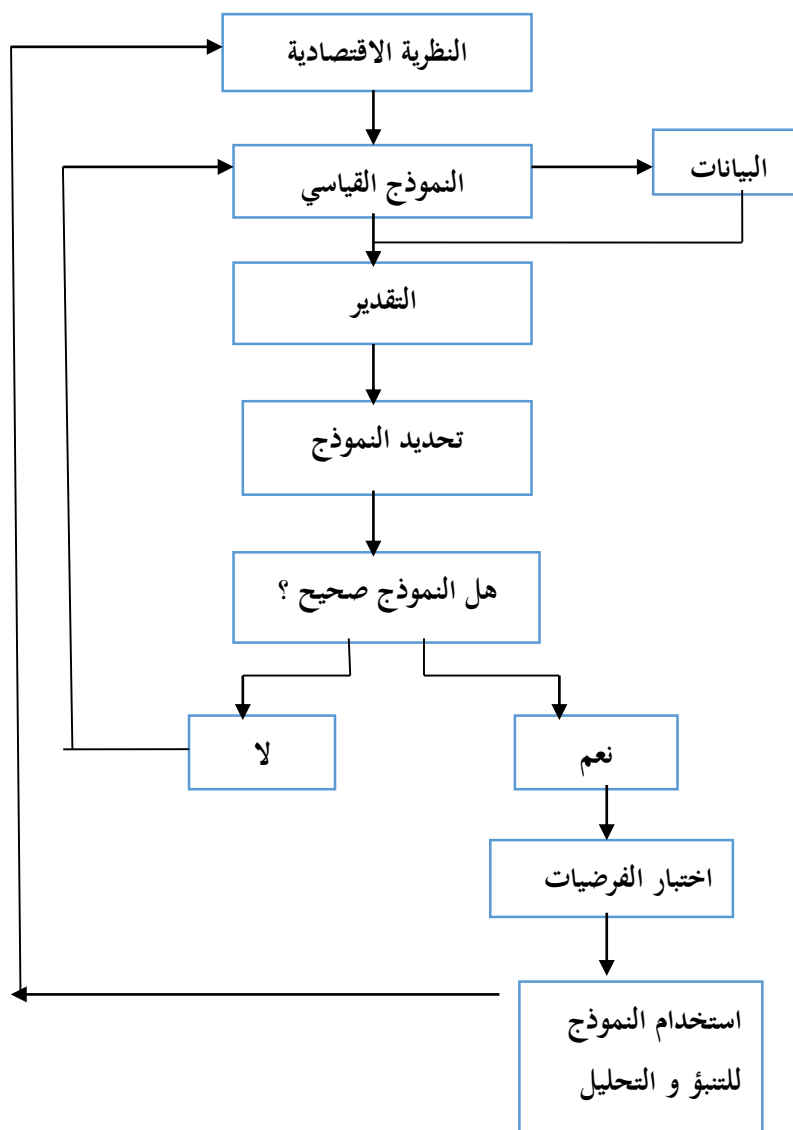 النظرية الاقتصادية
النموذج القياسي
البيانات
التقدير
تحديد النموذج
هل النموذج صحيح ؟
نعم
لا
اختبار الفرضيات
استخدام النموذج
للتنبؤ و التحليل